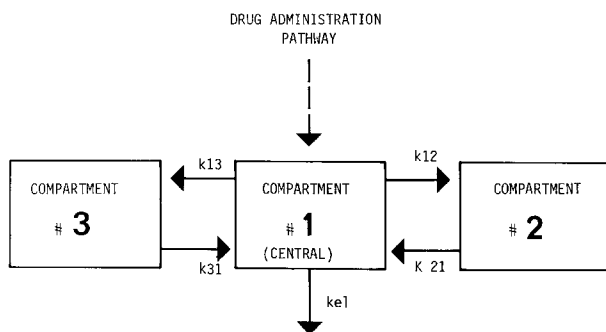 DRUG ADMINISTRATION
PATHWAY
k13
k12
COMPARTMENT
# 3
COMPARTMENT
# 1
(CENTRAL)
COMPARTMENT
# 2
k31
K 21
kel